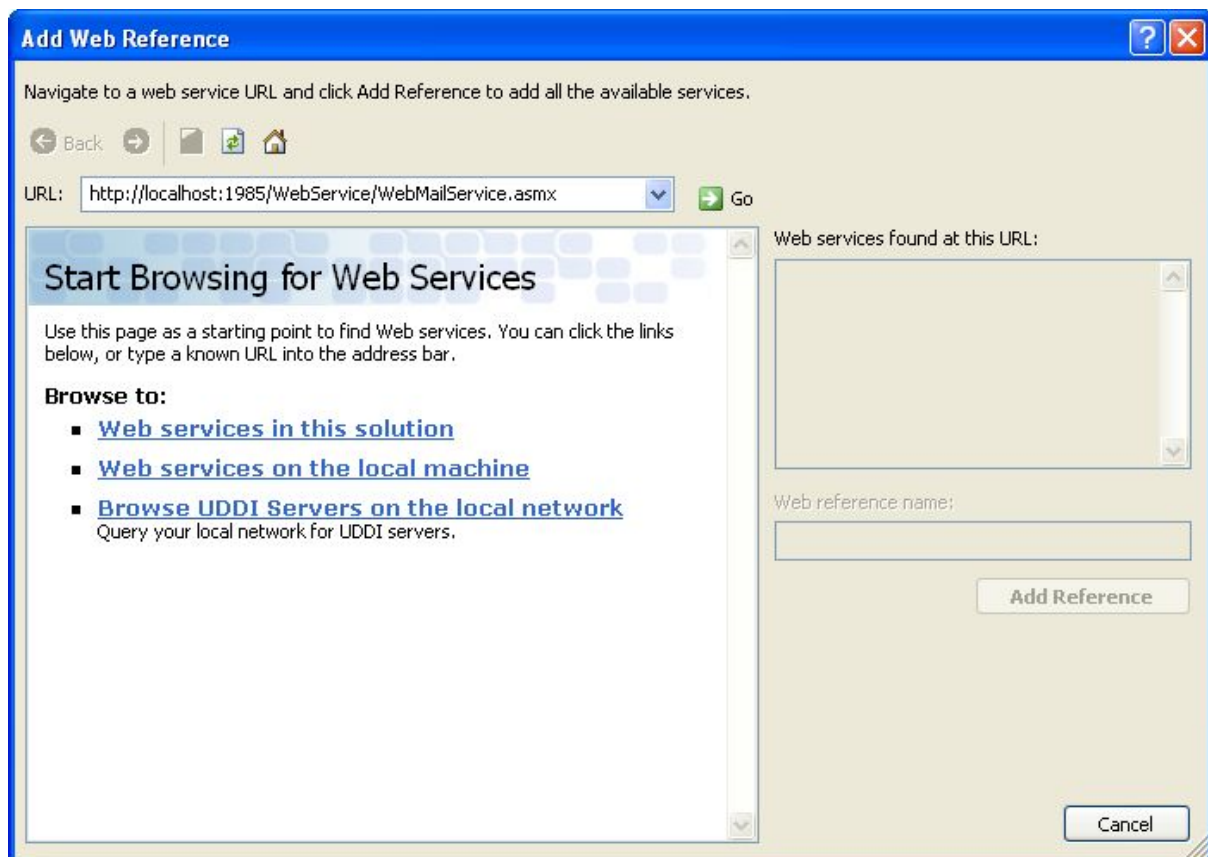 Add Web Reference
Navigate to a web service URL and click Add Reference to add all the available services.
Back
URL: http://localhost:1985/WebService/WebMailService.asmx Go
Start Browsing for Web Services
Use this page as a starting point to find Web services. You can click the links
below, or type a known URL into the address bar.
Browse to:
Web services in this solution
Web services on the local machine
Browse UDDI Servers on the local network
Query your local network for UDDI servers.
Web services found at this URL:
Web reference name:
Add Reference
Cancel